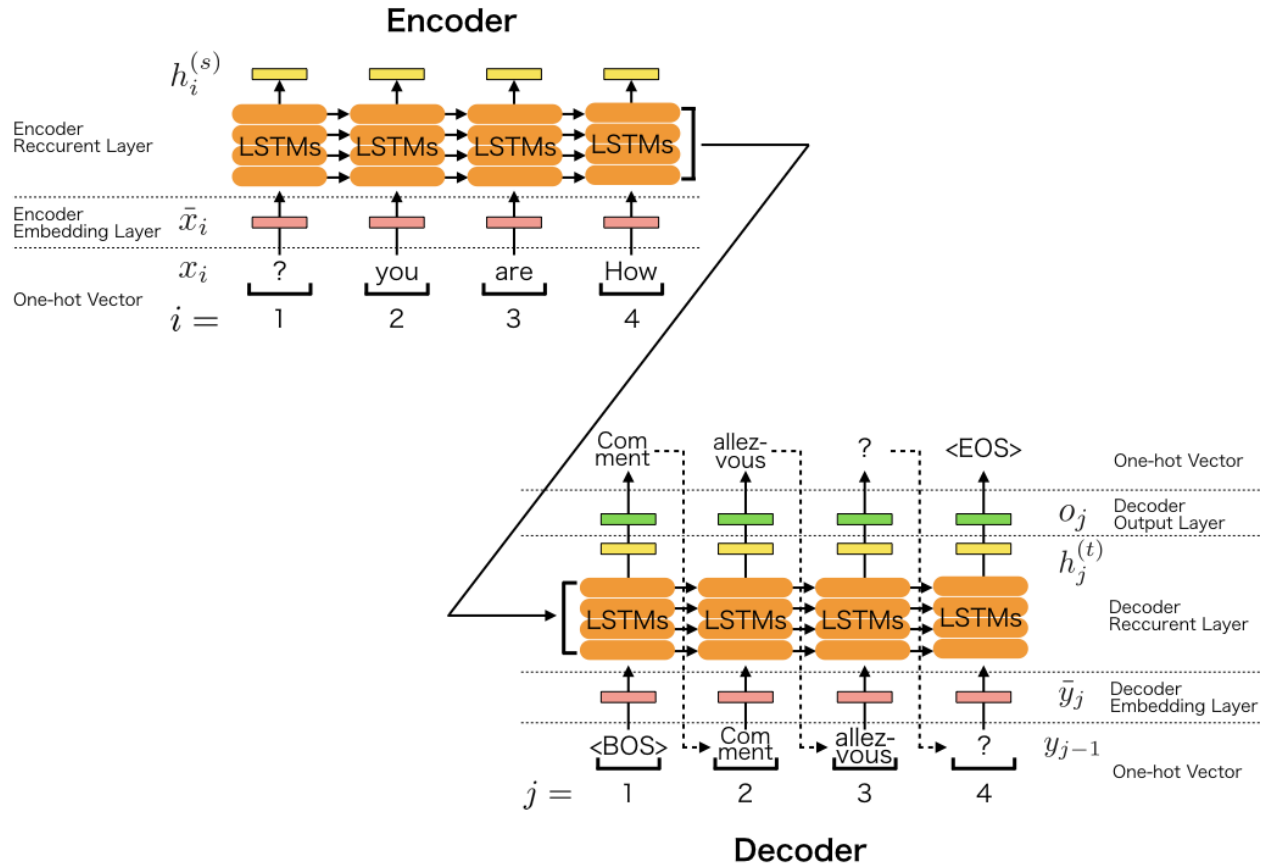 Encoder
h_i^{(s)}
Encoder
Reccurent Layer
LSTMs LSTMs LSTMs LSTMs
Encoder
Embedding Layer
x̄_i
x_i ? you are How
One-hot Vector
i = 1 2 3 4
Com
ment
allez-
vous
? <EOS> One-hot Vector
o_j Decoder
Output Layer
h_j^{(t)}
LSTMs LSTMs LSTMs LSTMs
Decoder
Reccurent Layer
ȳ_j Decoder
Embedding Layer
<BOS>
Com
ment
allez-
vous
? y_{j−1}
One-hot Vector
j = 1 2 3 4
Decoder